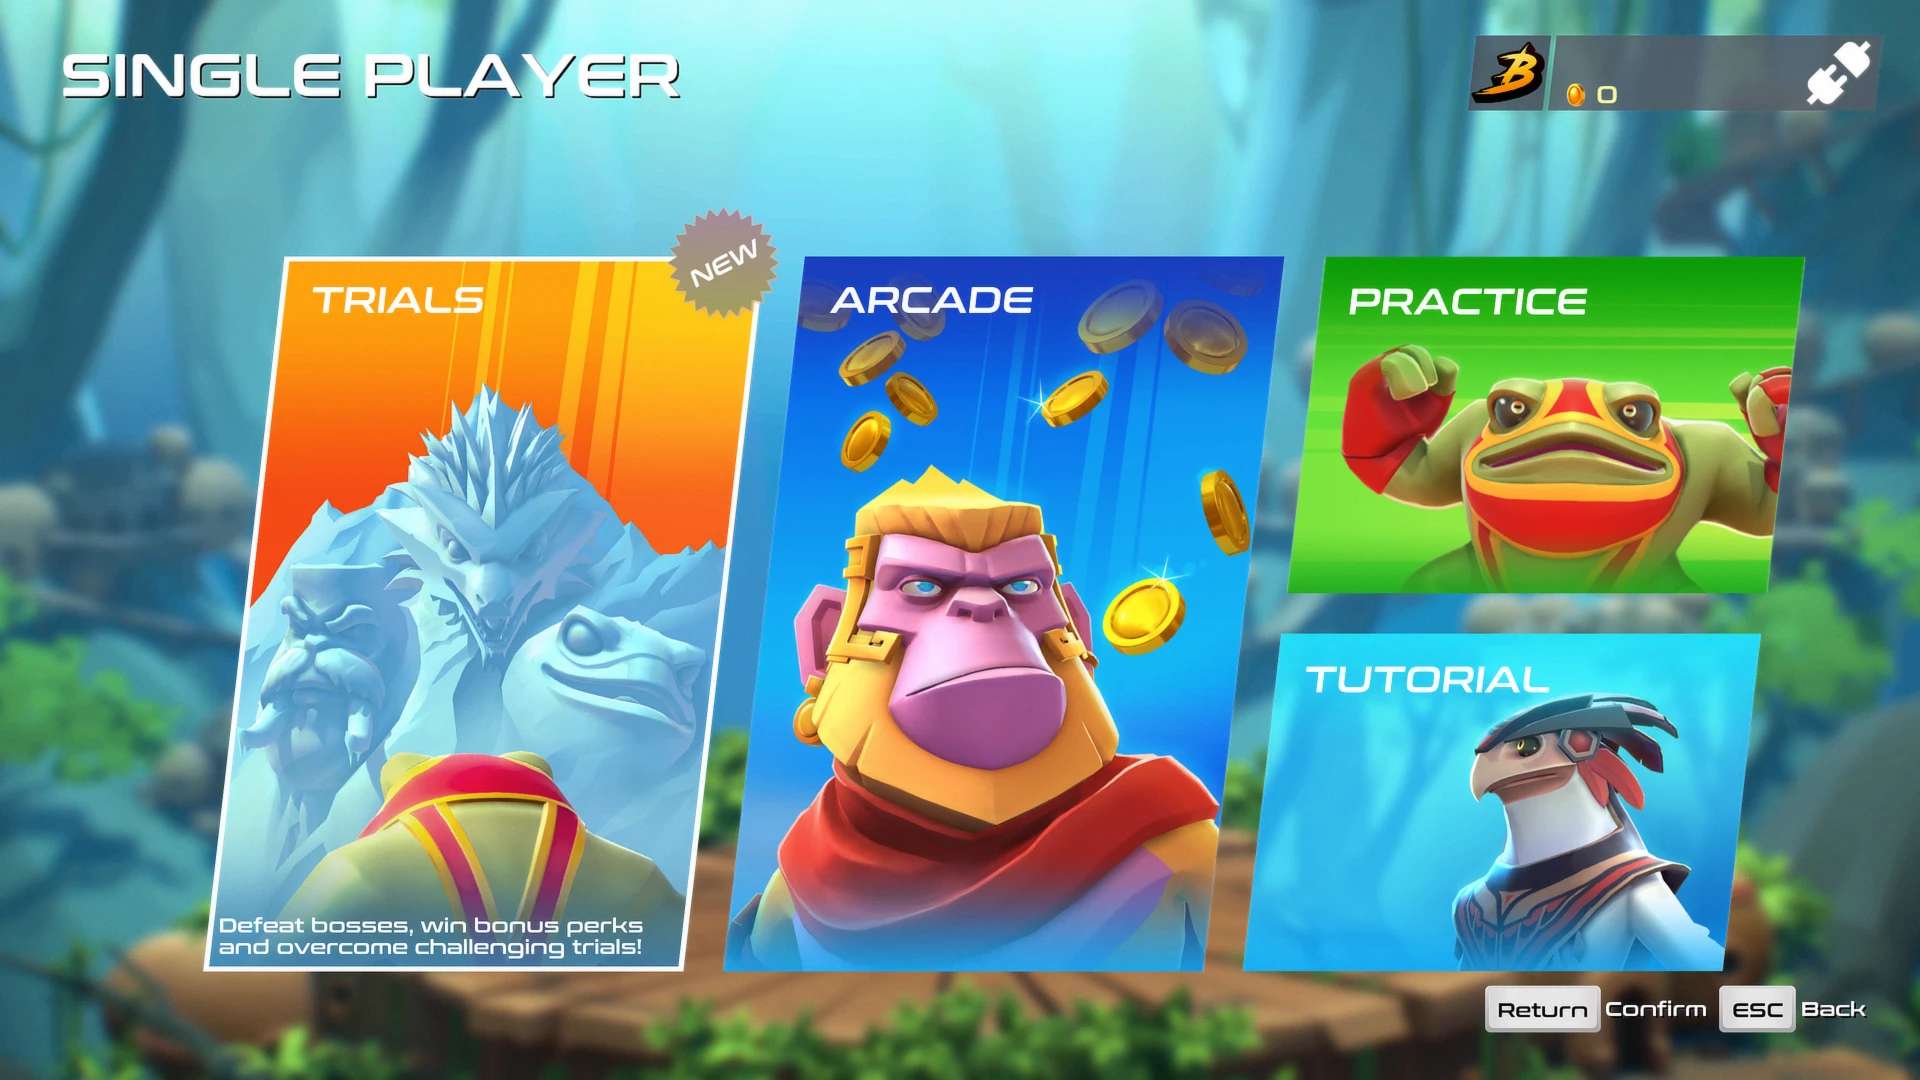 SINGLE PLAYER
B
0
NEW
TRIALS
ARCADE
PRACTICE
TUTORIAL
Defeat bosses, win bonus perks
and overcome challenging trials!
Return Confirm ESC Back